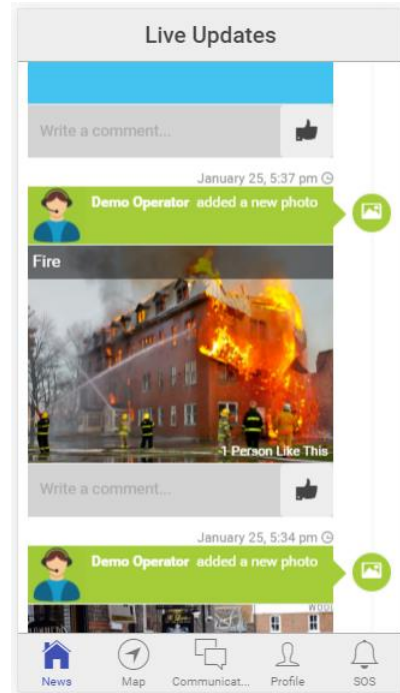 Live Updates
Write a comment...
January 25, 5:37 pm
Demo Operator added a new photo
Fire
1 Person Like This
Write a comment...
January 25, 5:34 pm
Demo Operator added a new photo
News
Map
Communicat...
Profile
SOS